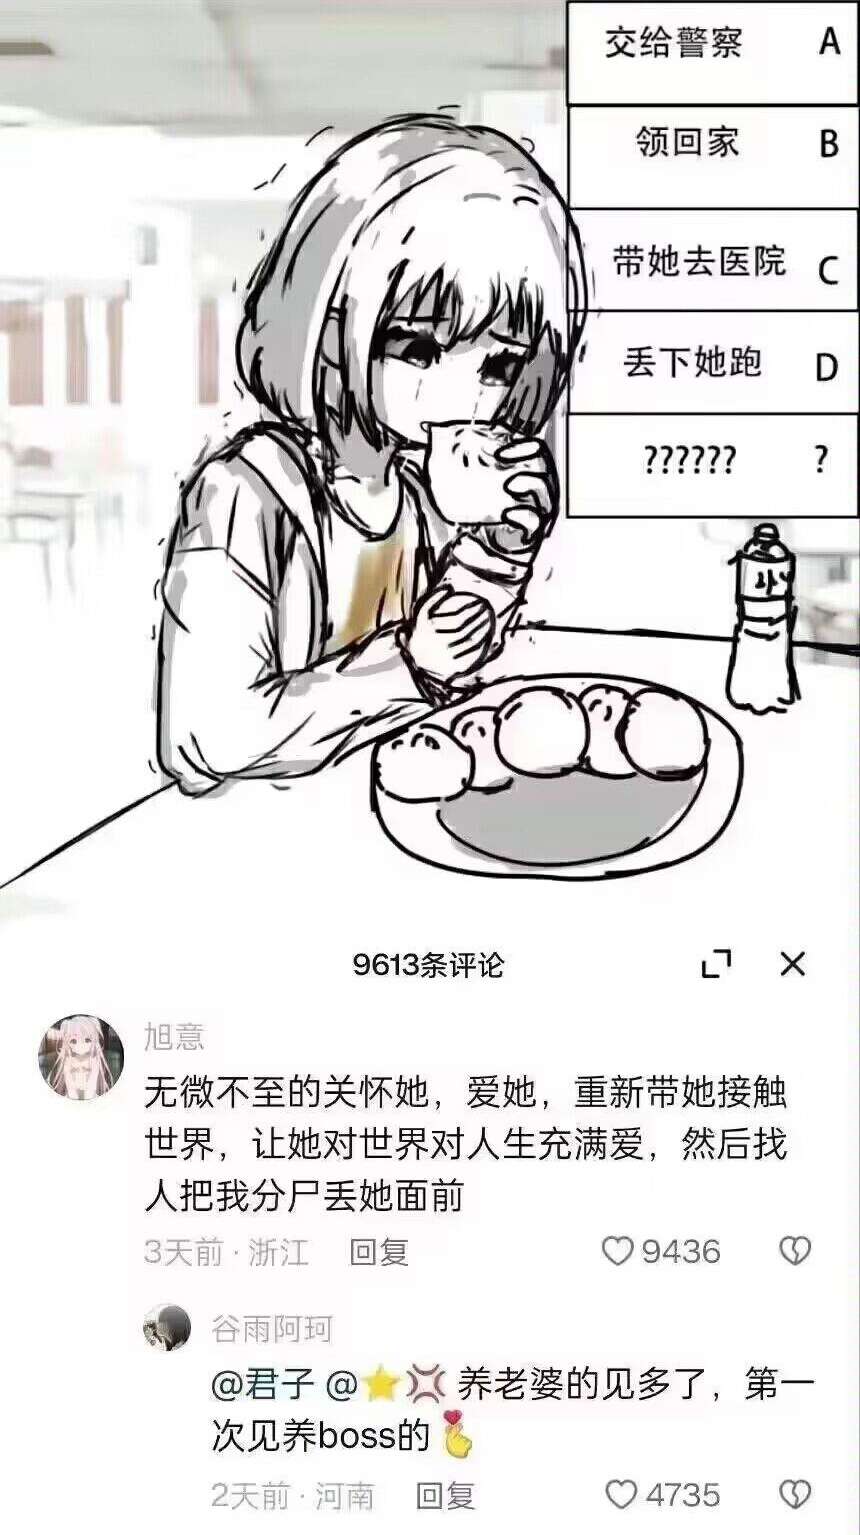 交给警察 A
领回家 B
带她去医院 C
丢下她跑 D
?????? ?
9613条评论
旭意
无微不至的关怀她，爱她，重新带她接触
世界，让她对世界对人生充满爱，然后找
人把我分尸丢她面前
3天前 · 浙江 回复 9436
谷雨阿珂
@君子 @⭐💢 养老婆的见多了，第一
次见养boss的🫰
2天前 · 河南 回复 4735